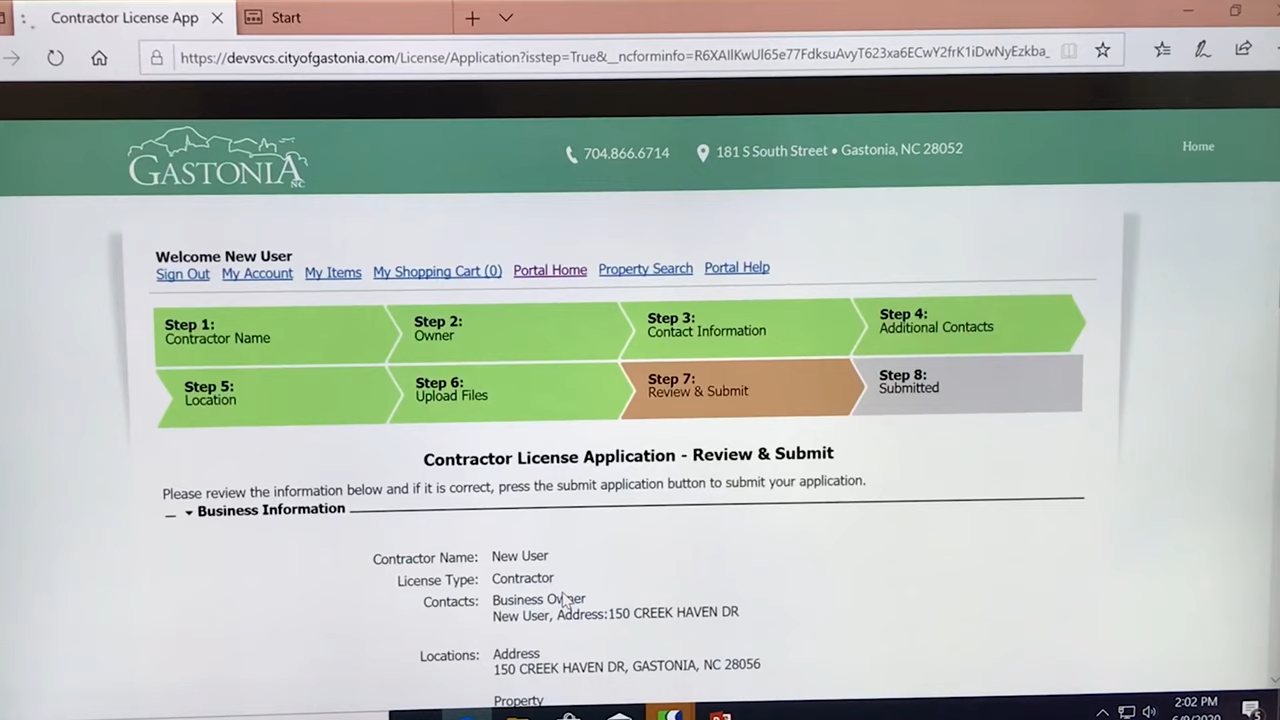 Contractor License App
Start
https://devsvcs.cityofgastonia.com/License/Application?isstep=True&__ncforminfo=R6XAllKwUl65e77FdksuAvyT623xa6ECwY2frK1iDwNyEzkba_
GASTONIA NC
704.866.6714
181 S South Street • Gastonia, NC 28052
Home
Welcome New User
Sign Out My Account My Items My Shopping Cart (0) Portal Home Property Search Portal Help
Step 1:
Contractor Name
Step 2:
Owner
Step 3:
Contact Information
Step 4:
Additional Contacts
Step 5:
Location
Step 6:
Upload Files
Step 7:
Review & Submit
Step 8:
Submitted
Contractor License Application - Review & Submit
Please review the information below and if it is correct, press the submit application button to submit your application.
Business Information
Contractor Name: New User
License Type: Contractor
Contacts: Business Owner
New User, Address:150 CREEK HAVEN DR
Locations: Address
150 CREEK HAVEN DR, GASTONIA, NC 28056
Property
2:02 PM
5